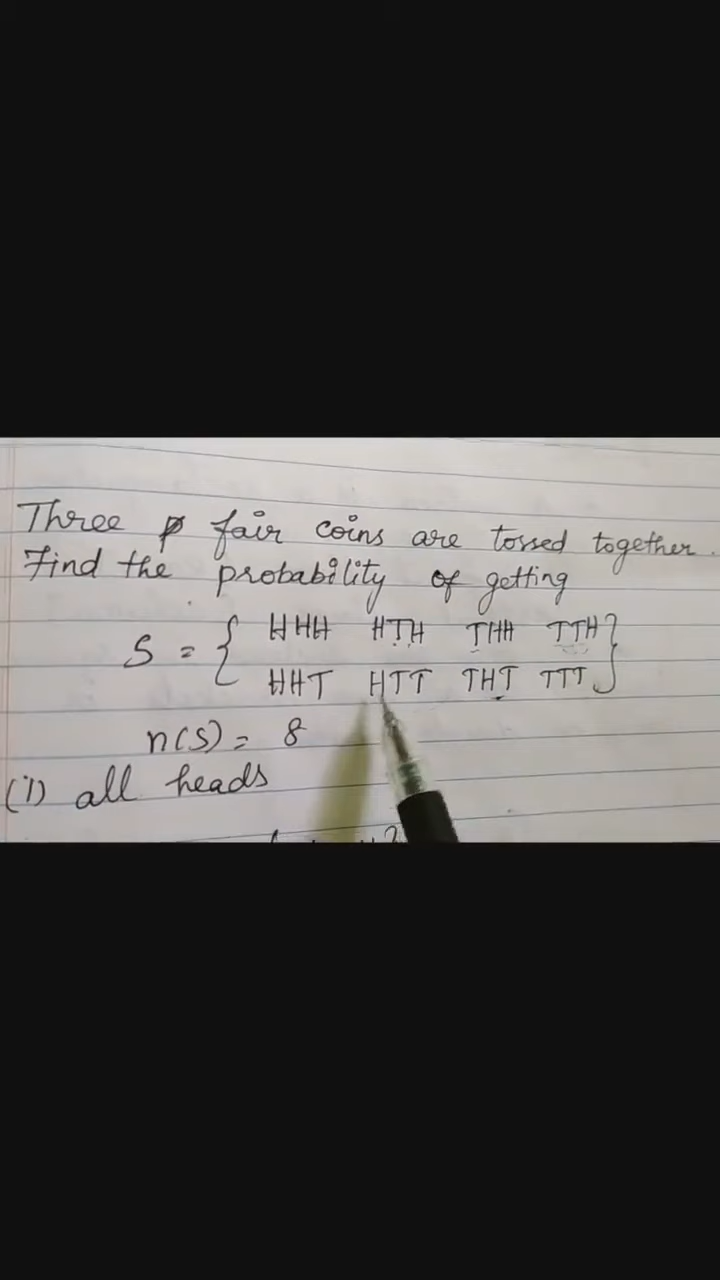 Three fair coins are tossed together.
Find the probability of getting
S = { HHH HTH THH TTH
HHT HTT THT TTT }
n(S) = 8
(i) all heads